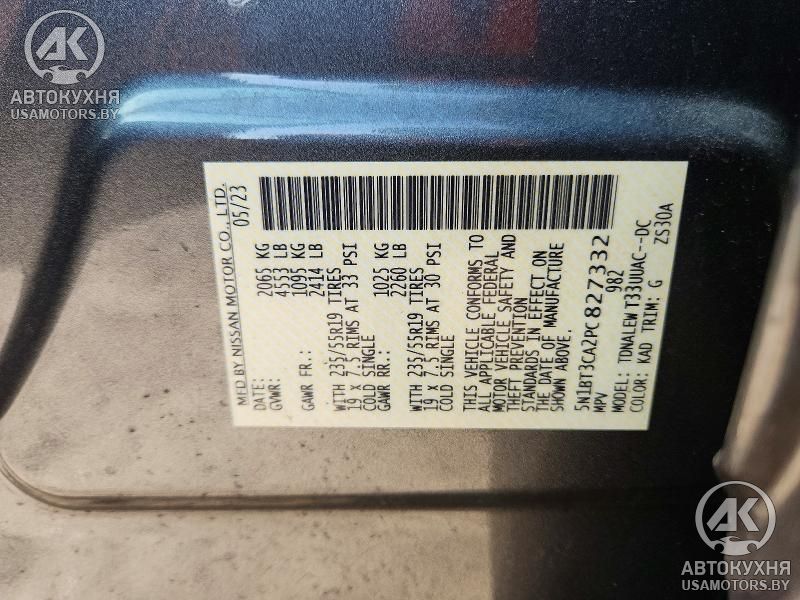 AK
АВТОКУХНЯ
USAMOTORS.BY
MFD BY NISSAN MOTOR CO., LTD.
DATE: 05/23
GVWR: 2065 KG
4553 LB
GAWR FR.: 1095 KG
2414 LB
WITH 235/55R19 TIRES
19 x 7.5 RIMS AT 33 PSI
COLD SINGLE
GAWR RR.: 1025 KG
2260 LB
WITH 235/55R19 TIRES
19 x 7.5 RIMS AT 30 PSI
COLD SINGLE
THIS VEHICLE CONFORMS TO
ALL APPLICABLE FEDERAL
MOTOR VEHICLE SAFETY AND
THEFT PREVENTION
STANDARDS IN EFFECT ON
THE DATE OF MANUFACTURE
SHOWN ABOVE.
5N1BT3CA2PC827332
MPV 982
MODEL: TDNALEW T33UUAC--DC
COLOR: KAD TRIM: G ZS30A
AK
АВТОКУХНЯ
USAMOTORS.BY